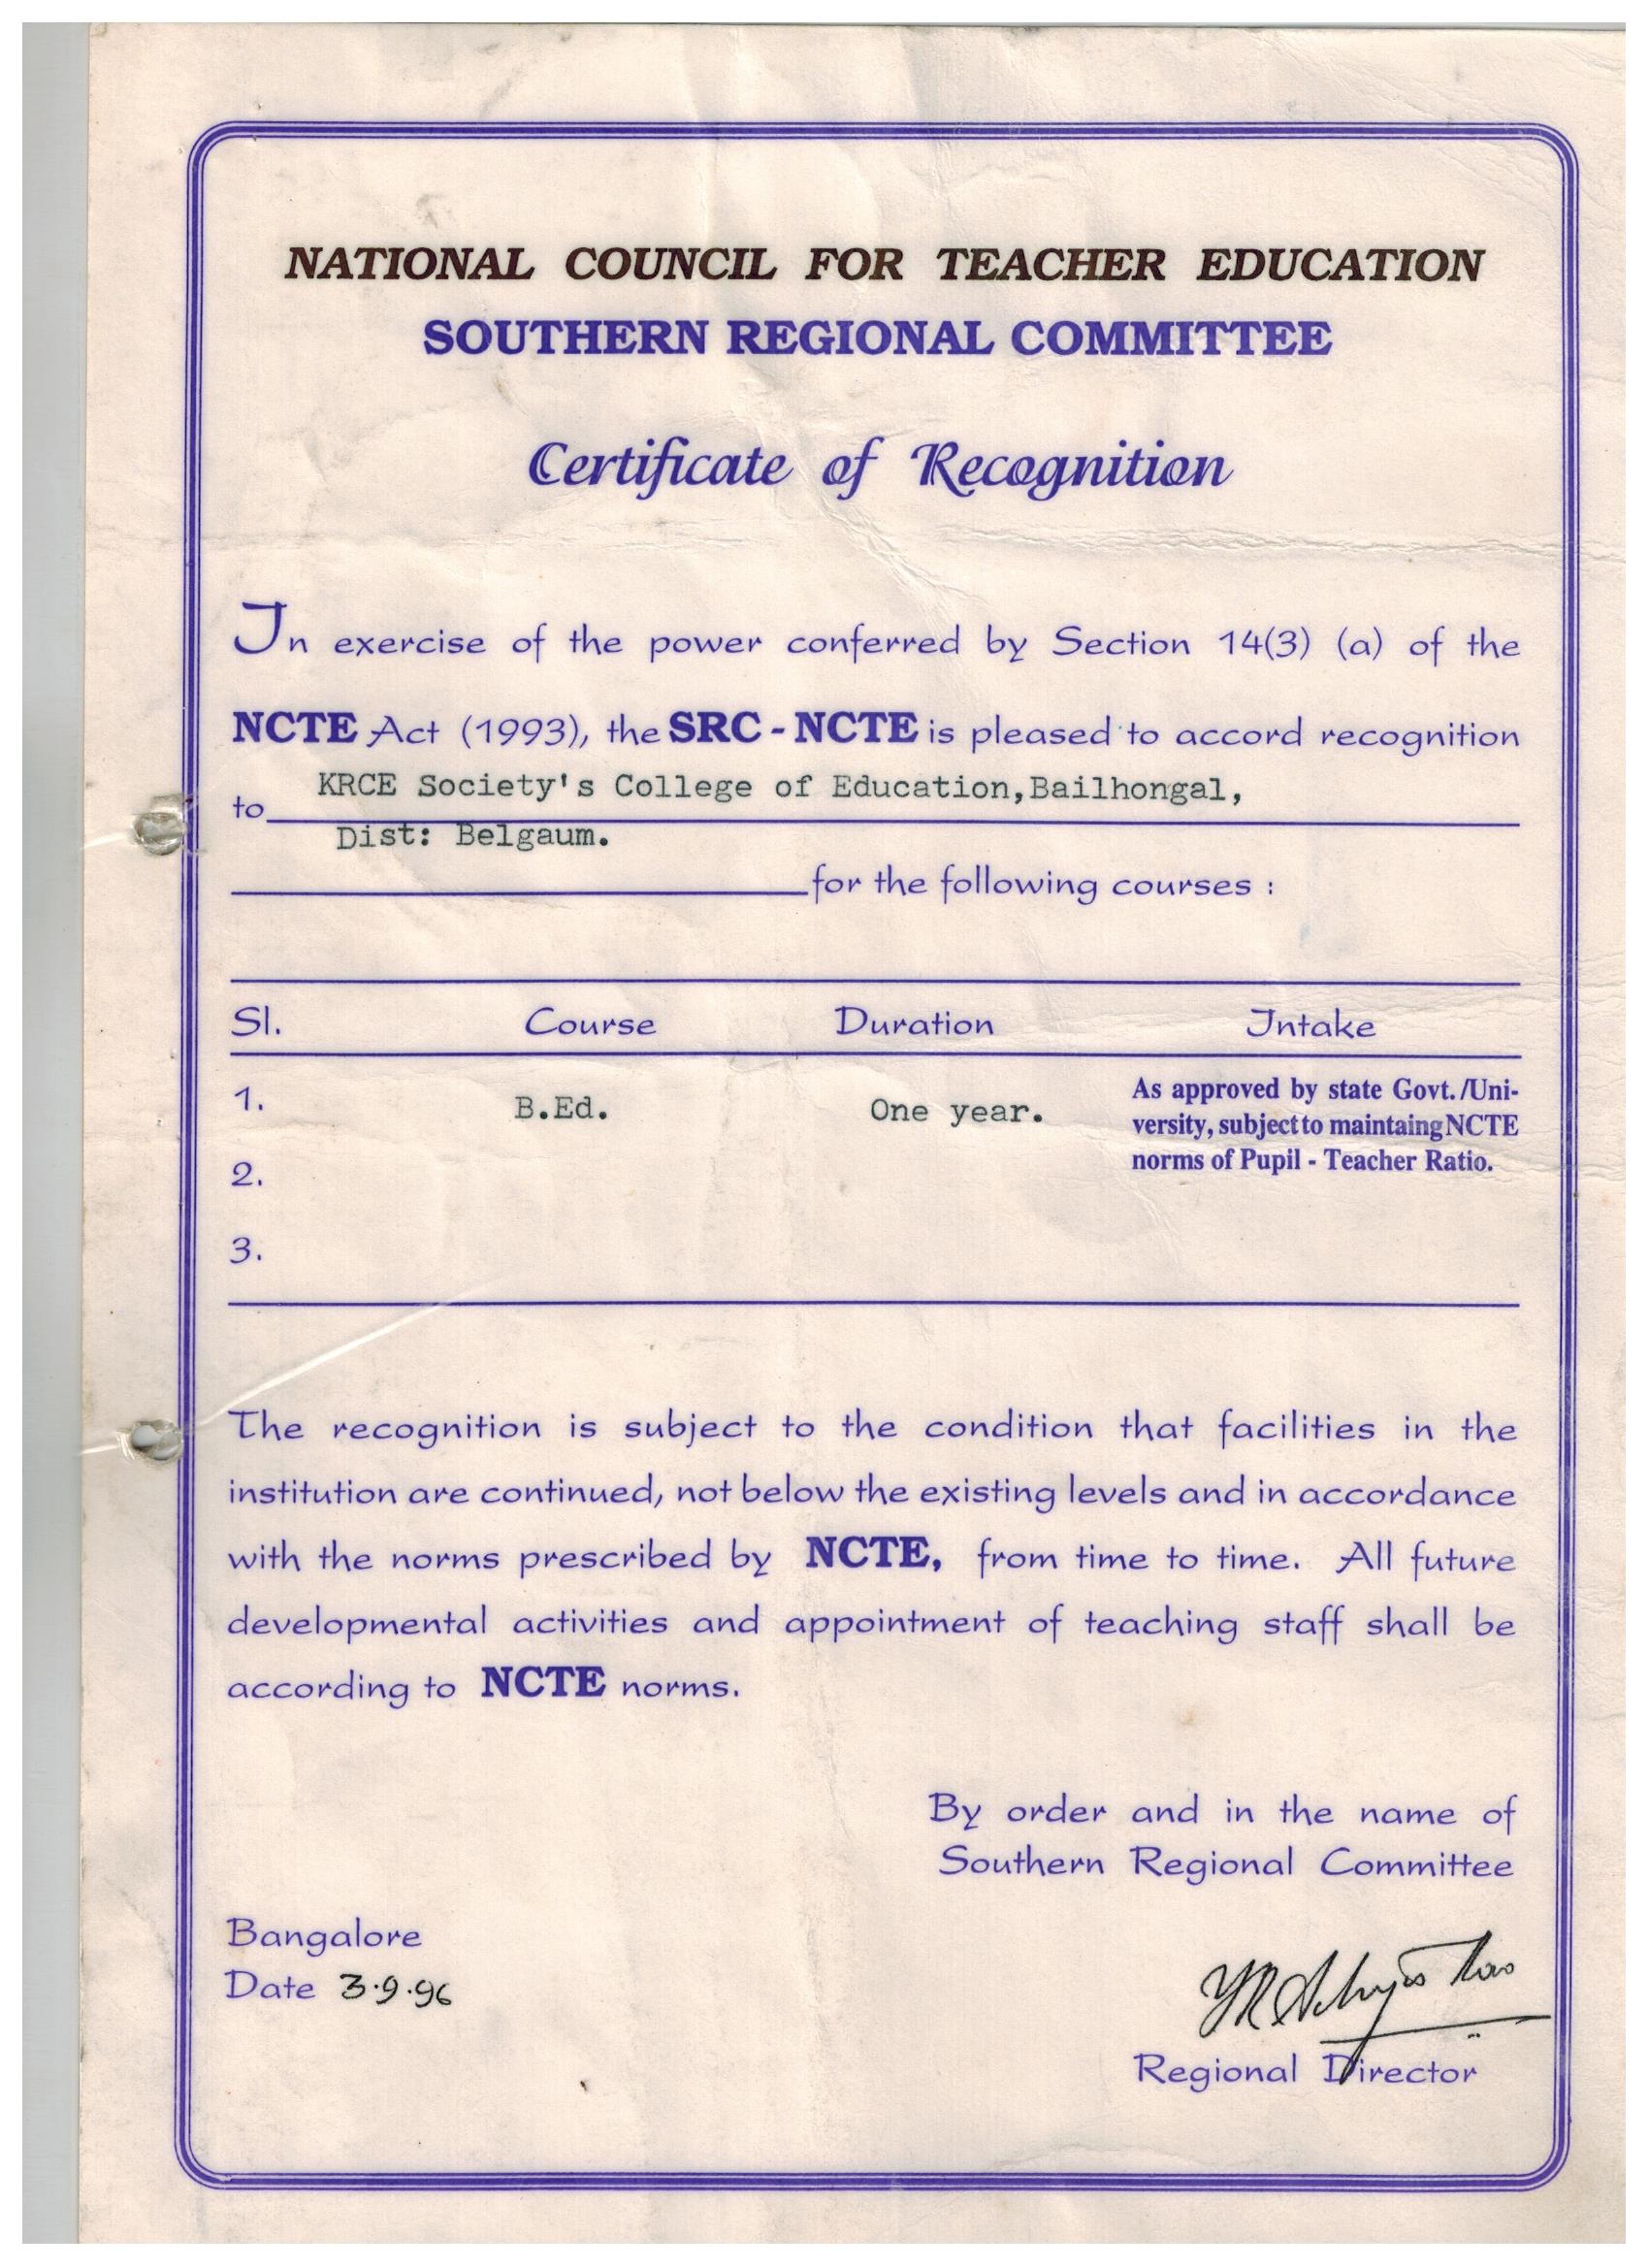 NATIONAL COUNCIL FOR TEACHER EDUCATION
SOUTHERN REGIONAL COMMITTEE
Certificate of Recognition
In exercise of the power conferred by Section 14(3) (a) of the
NCTE Act (1993), the SRC - NCTE is pleased to accord recognition
to KRCE Society's College of Education, Bailhongal,
Dist: Belgaum.
for the following courses :
Sl. Course Duration Intake
1. B.Ed. One year. As approved by state Govt./Uni-
versity, subject to maintaing NCTE
2. norms of Pupil - Teacher Ratio.
3.
The recognition is subject to the condition that facilities in the
institution are continued, not below the existing levels and in accordance
with the norms prescribed by NCTE, from time to time. All future
developmental activities and appointment of teaching staff shall be
according to NCTE norms.
By order and in the name of
Southern Regional Committee
Bangalore
Date 3.9.96
Regional Director